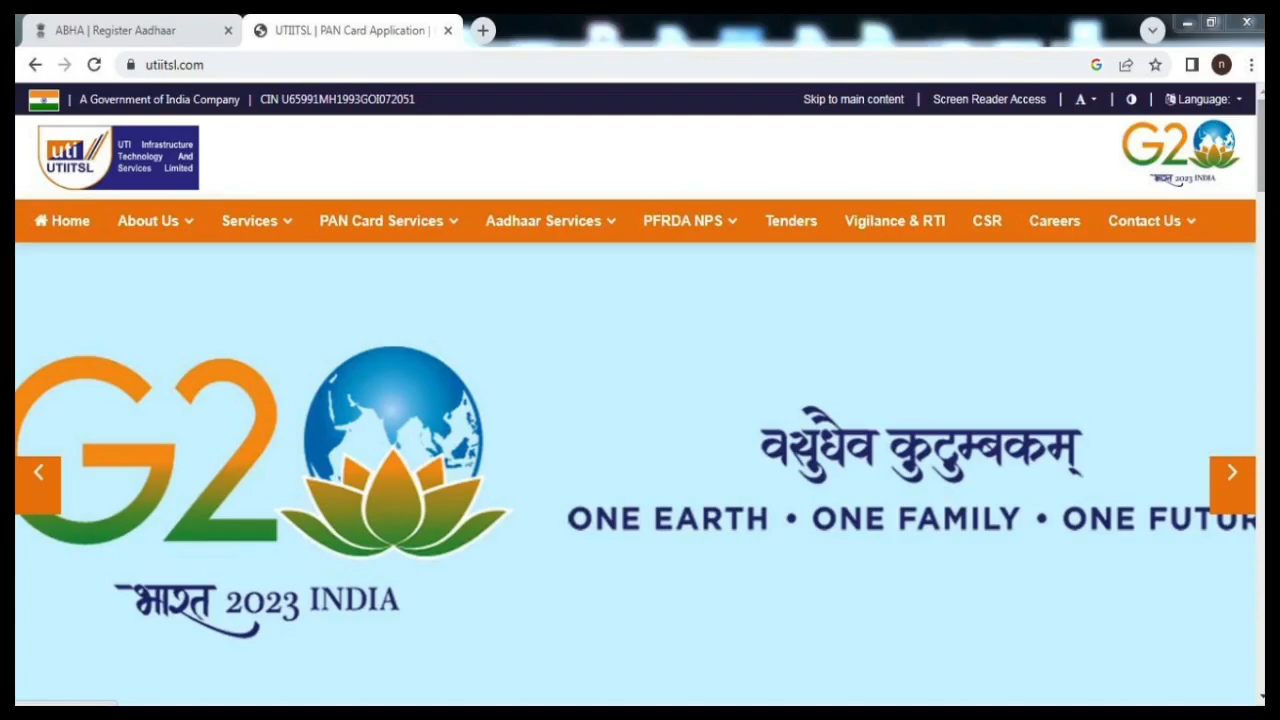 ABHA | Register Aadhaar
UTIITSL | PAN Card Application |
utiitsl.com
n
| A Government of India Company | CIN U65991MH1993GOI072051
Skip to main content | Screen Reader Access | A | | Language:
uti
UTIITSL
UTI Infrastructure
Technology And
Services Limited
G20
भारत 2023 INDIA
Home About Us Services PAN Card Services Aadhaar Services PFRDA NPS Tenders Vigilance & RTI CSR Careers Contact Us
G20
भारत 2023 INDIA
वसुधैव कुटुम्बकम्
ONE EARTH • ONE FAMILY • ONE FUTUR